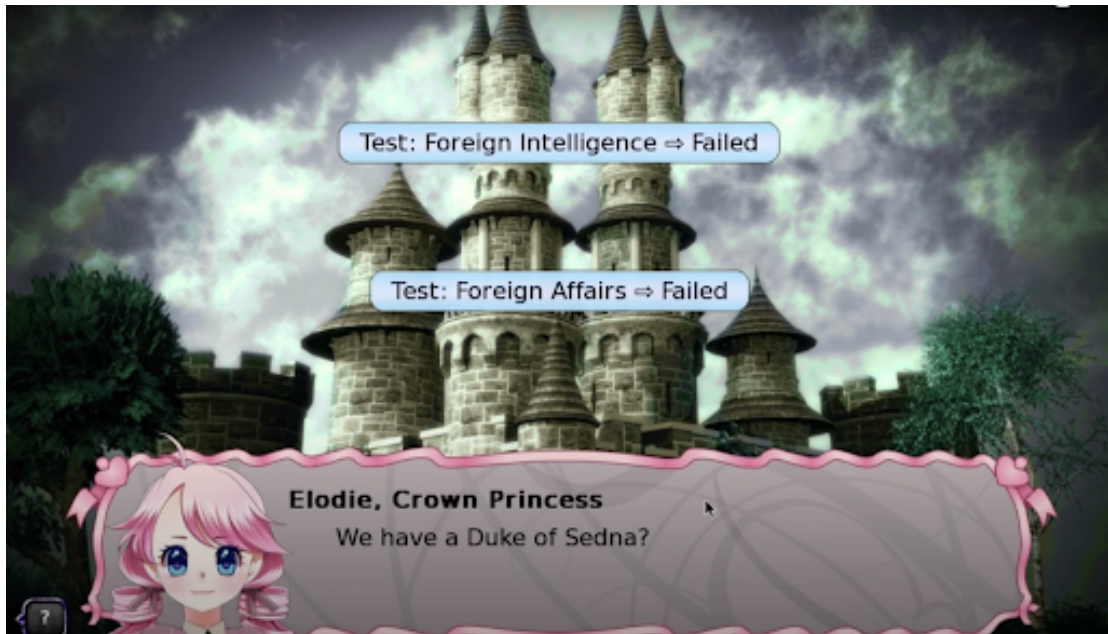 Test: Foreign Intelligence ⇨ Failed
Test: Foreign Affairs ⇨ Failed
Elodie, Crown Princess
We have a Duke of Sedna?
?